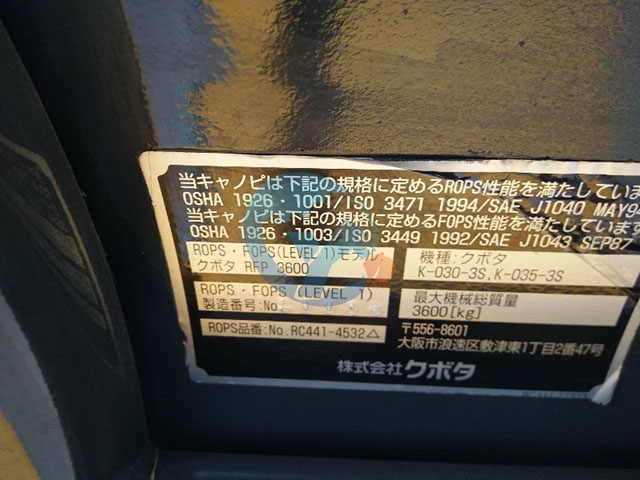 当キャノピは下記の規格に定めるROPS性能を満たしていま
OSHA 1926・1001/ISO 3471 1994/SAE J1040 MAY94
当キャノピは下記の規格に定めるFOPS性能を満たしています
OSHA 1926・1003/ISO 3449 1992/SAE J1043 SEP87
ROPS・FOPS(LEVEL 1)モデル:
クボタ RFP 3600
機種:クボタ
K-030-3S,K-035-3S
ROPS・FOPS (LEVEL 1)
製造番号:No.
最大機械総質量
3600[kg]
ROPS品番:No.RC441-4532△
〒556-8601
大阪市浪速区敷津東1丁目2番47号
株式会社クボタ